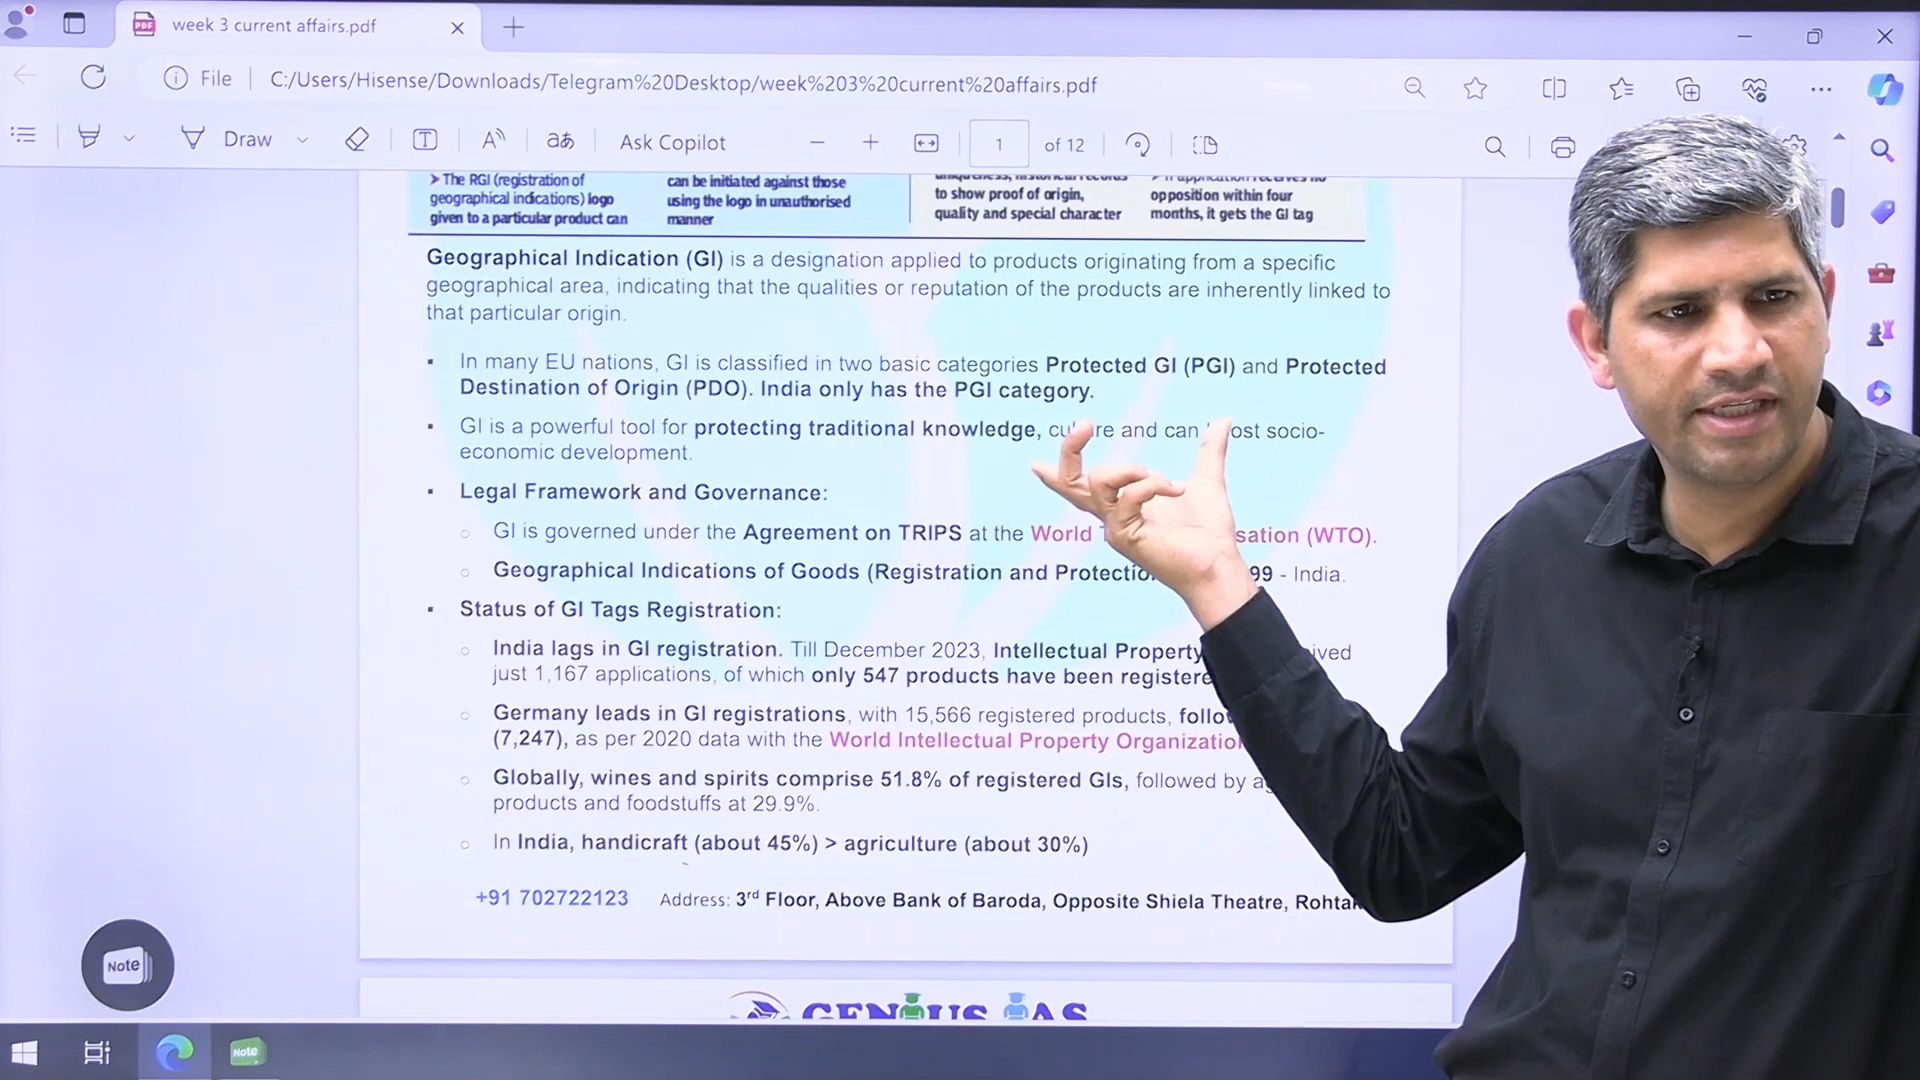 week 3 current affairs.pdf
File
C:/Users/Hisense/Downloads/Telegram%20Desktop/week%203%20current%20affairs.pdf
Draw
Ask Copilot
1 of 12
➤ The RGI (registration of
geographical indications) logo
given to a particular product can
can be initiated against those
using the logo in unauthorised
manner
to show proof of origin,
quality and special character
opposition within four
months, it gets the GI tag
Geographical Indication (GI) is a designation applied to products originating from a specific
geographical area, indicating that the qualities or reputation of the products are inherently linked to
that particular origin.
▪ In many EU nations, GI is classified in two basic categories Protected GI (PGI) and Protected
Destination of Origin (PDO). India only has the PGI category.
▪ GI is a powerful tool for protecting traditional knowledge, and can socio-
economic development.
▪ Legal Framework and Governance:
○ GI is governed under the Agreement on TRIPS at the World (WTO).
○ Geographical Indications of Goods (Registration and - India.
▪ Status of GI Tags Registration:
○ India lags in GI registration. Till December 2023, Intellectual Property
just 1,167 applications, of which only 547 products have been
○ Germany leads in GI registrations, with 15,566 registered products,
(7,247), as per 2020 data with the World Intellectual Property
○ Globally, wines and spirits comprise 51.8% of registered GIs, followed by
products and foodstuffs at 29.9%.
○ In India, handicraft (about 45%) > agriculture (about 30%)
+91 702722123 Address: 3rd Floor, Above Bank of Baroda, Opposite Shiela Theatre,
Note
GENIUS IAS
Note